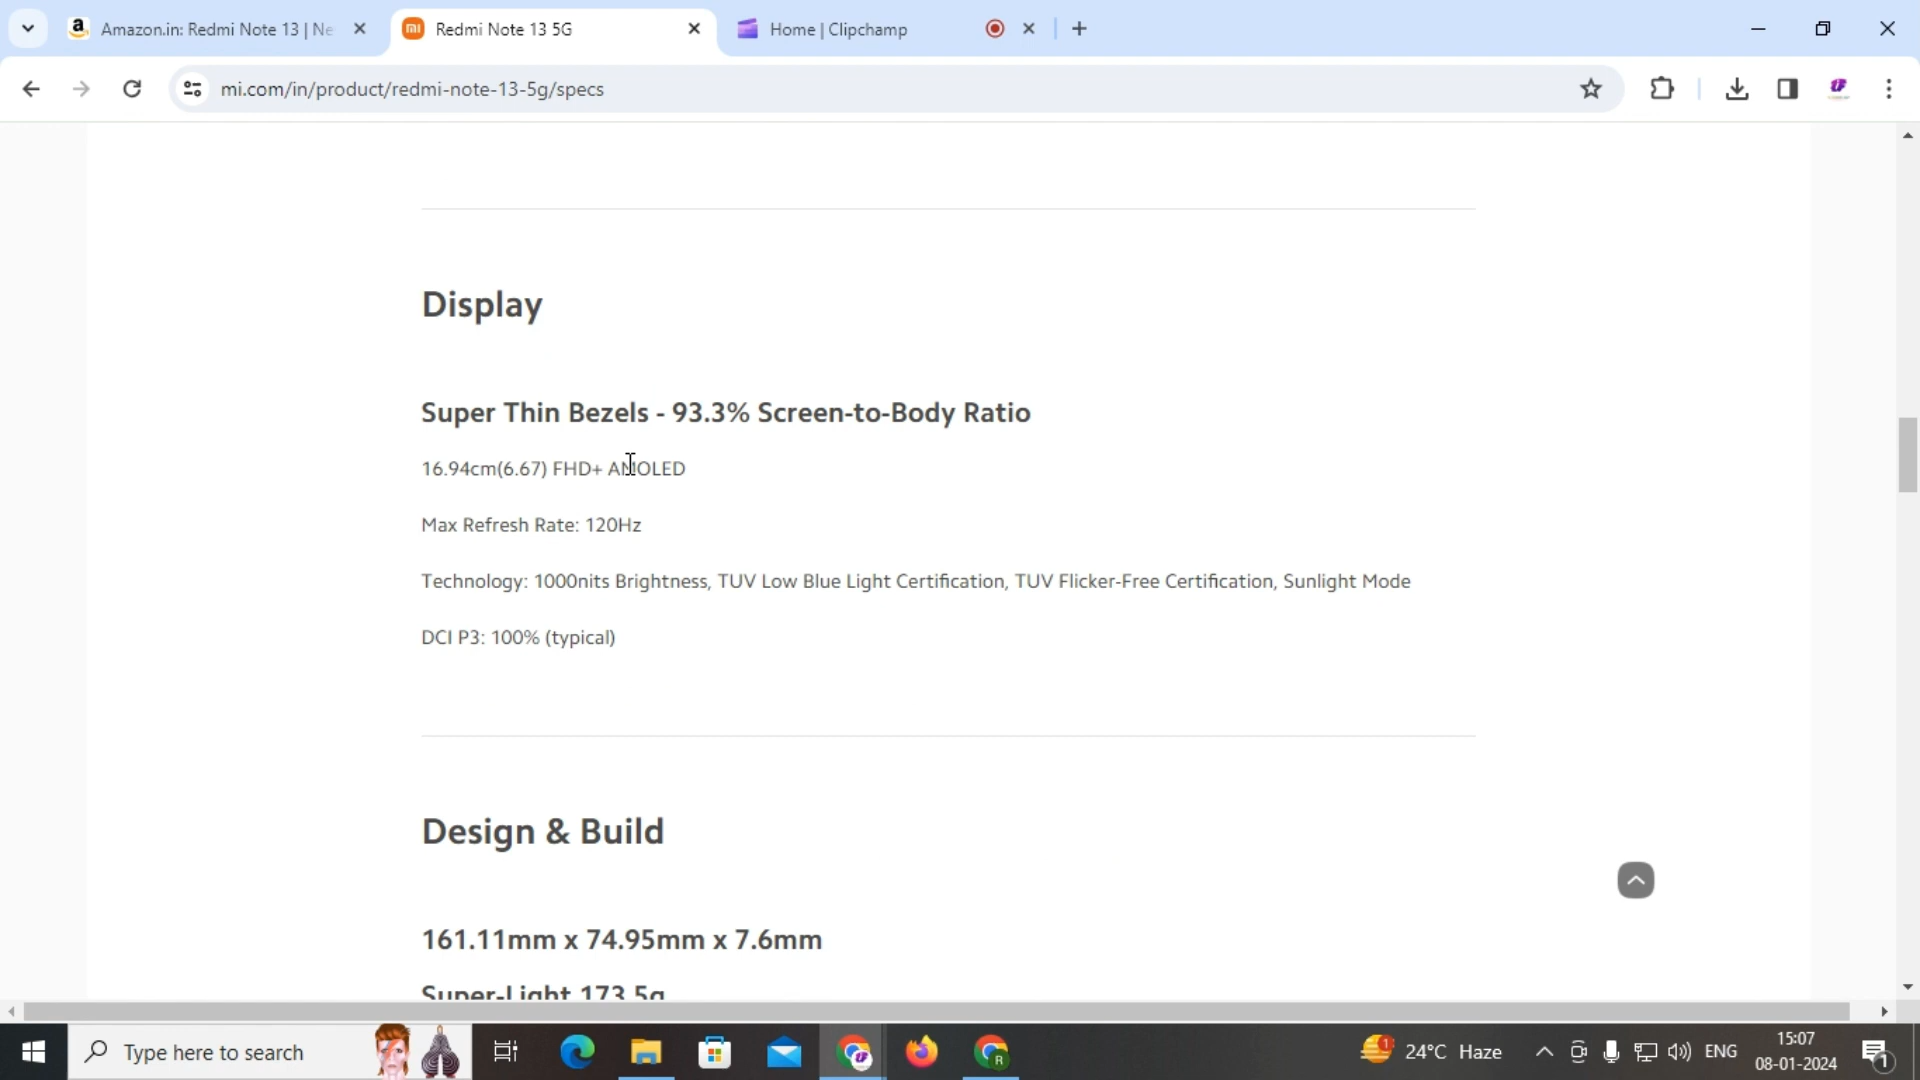 Amazon.in: Redmi Note 13 | Ne
Redmi Note 13 5G
Home | Clipchamp
mi.com/in/product/redmi-note-13-5g/specs
Display
Super Thin Bezels - 93.3% Screen-to-Body Ratio
16.94cm(6.67) FHD+ AMOLED
Max Refresh Rate: 120Hz
Technology: 1000nits Brightness, TUV Low Blue Light Certification, TUV Flicker-Free Certification, Sunlight Mode
DCI P3: 100% (typical)
Design & Build
161.11mm x 74.95mm x 7.6mm
Super-Light 173.5g
Type here to search
24°C Haze
ENG
15:07
08-01-2024